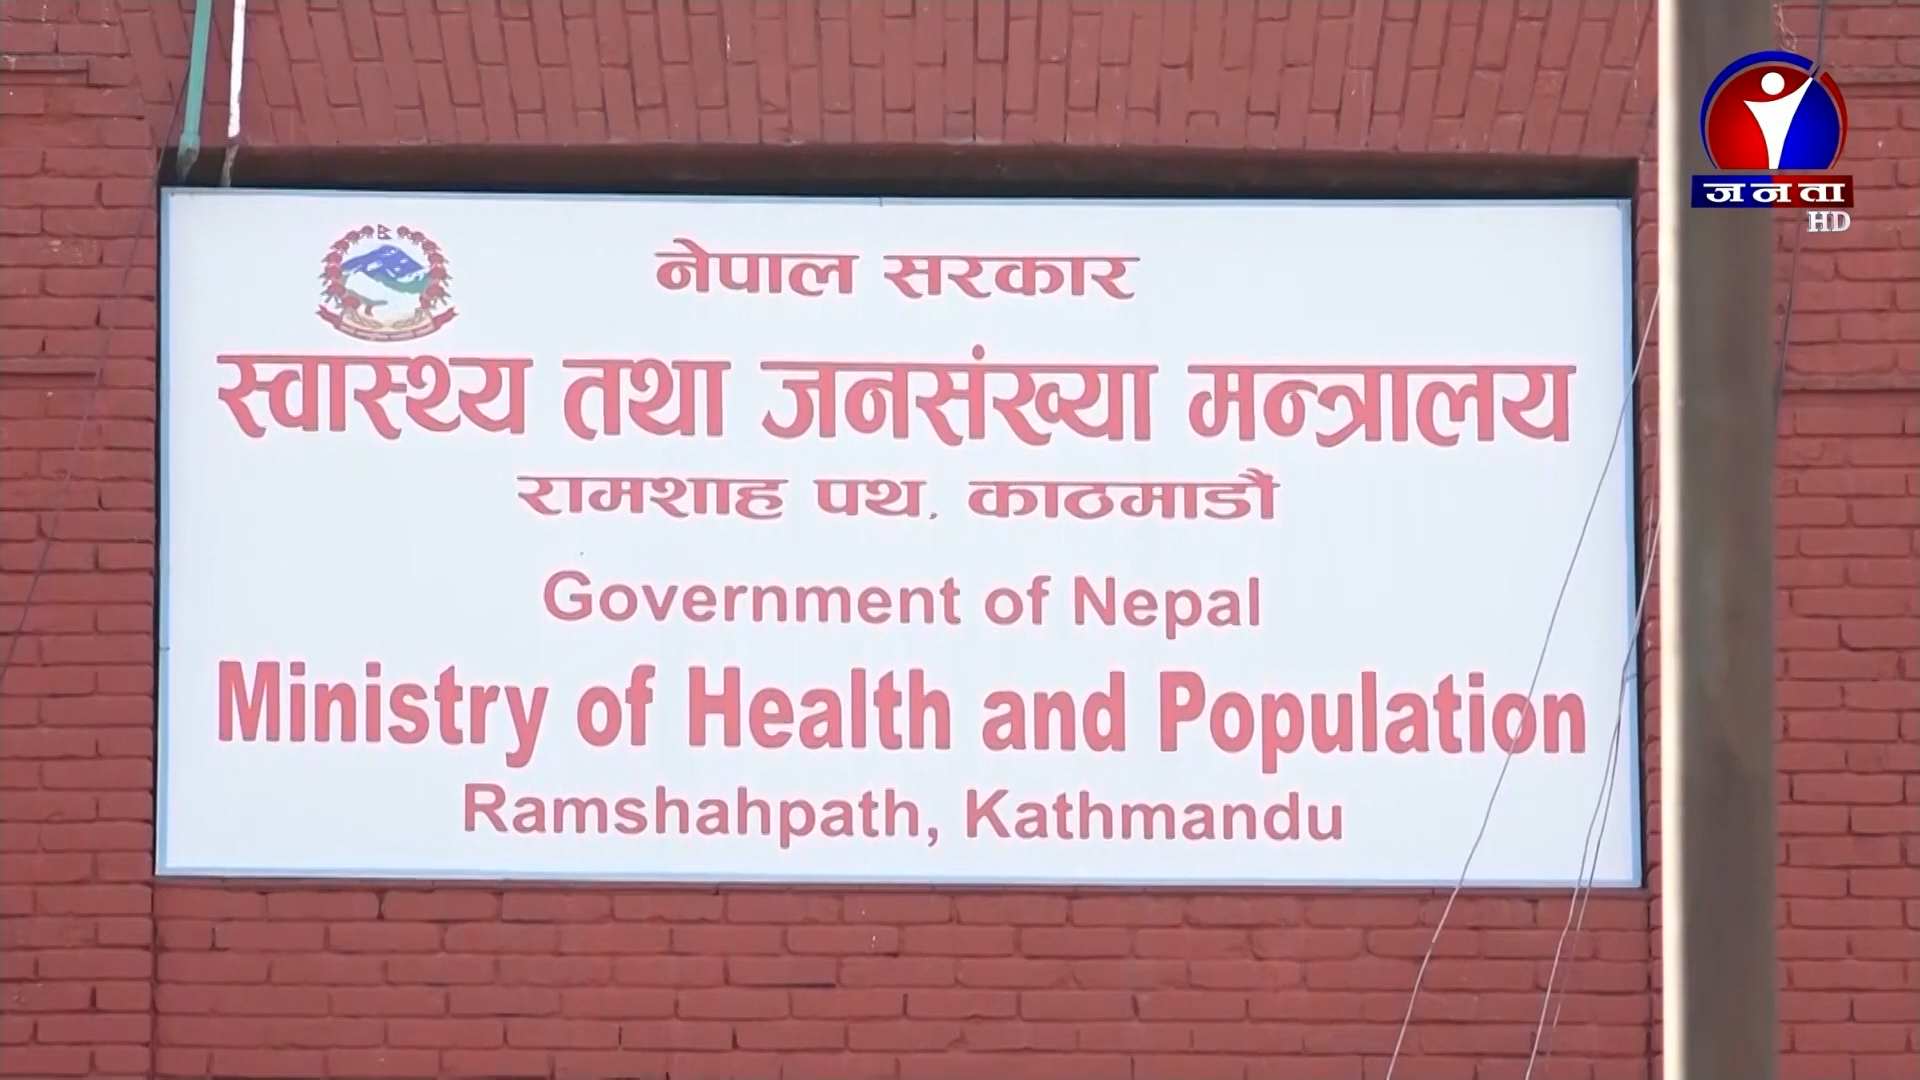 नेपाल सरकार
स्वास्थ्य तथा जनसंख्या मन्त्रालय
रामशाह पथ, काठमाडौं
Government of Nepal
Ministry of Health and Population
Ramshahpath, Kathmandu
जनता
HD